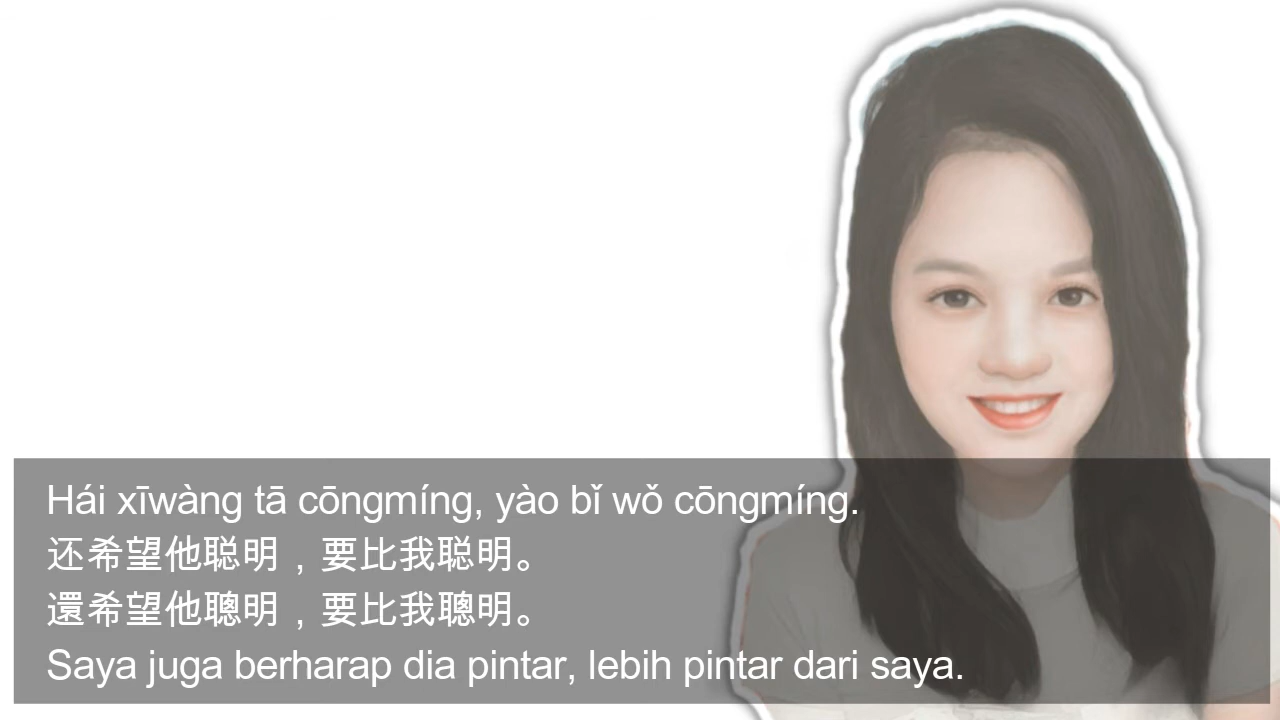 Hái xīwàng tā cōngmíng, yào bǐ wǒ cōngmíng.
还希望他聪明，要比我聪明。
還希望他聰明，要比我聰明。
Saya juga berharap dia pintar, lebih pintar dari saya.